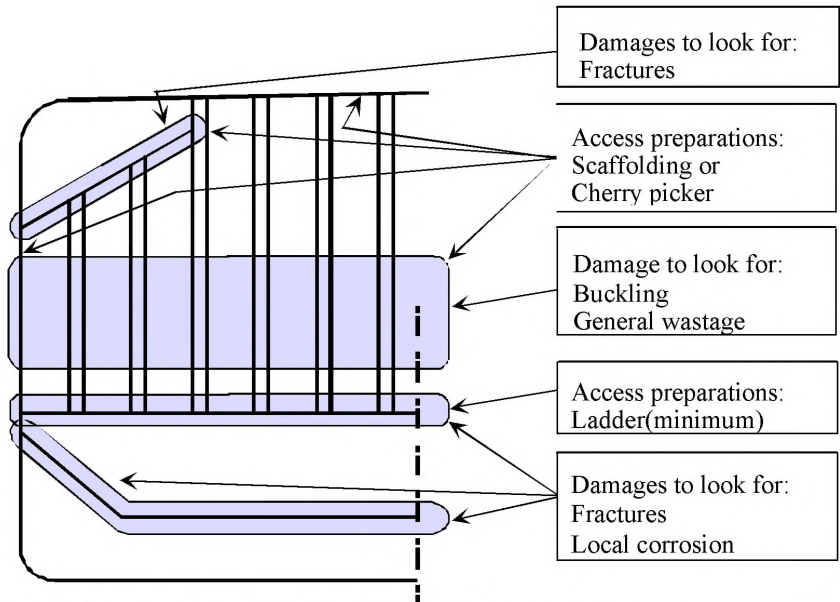 Damages to look for:
Fractures
Access preparations:
Scaffolding or
Cherry picker
Damage to look for:
Buckling
General wastage
Access preparations:
Ladder(minimum)
Damages to look for:
Fractures
Local corrosion